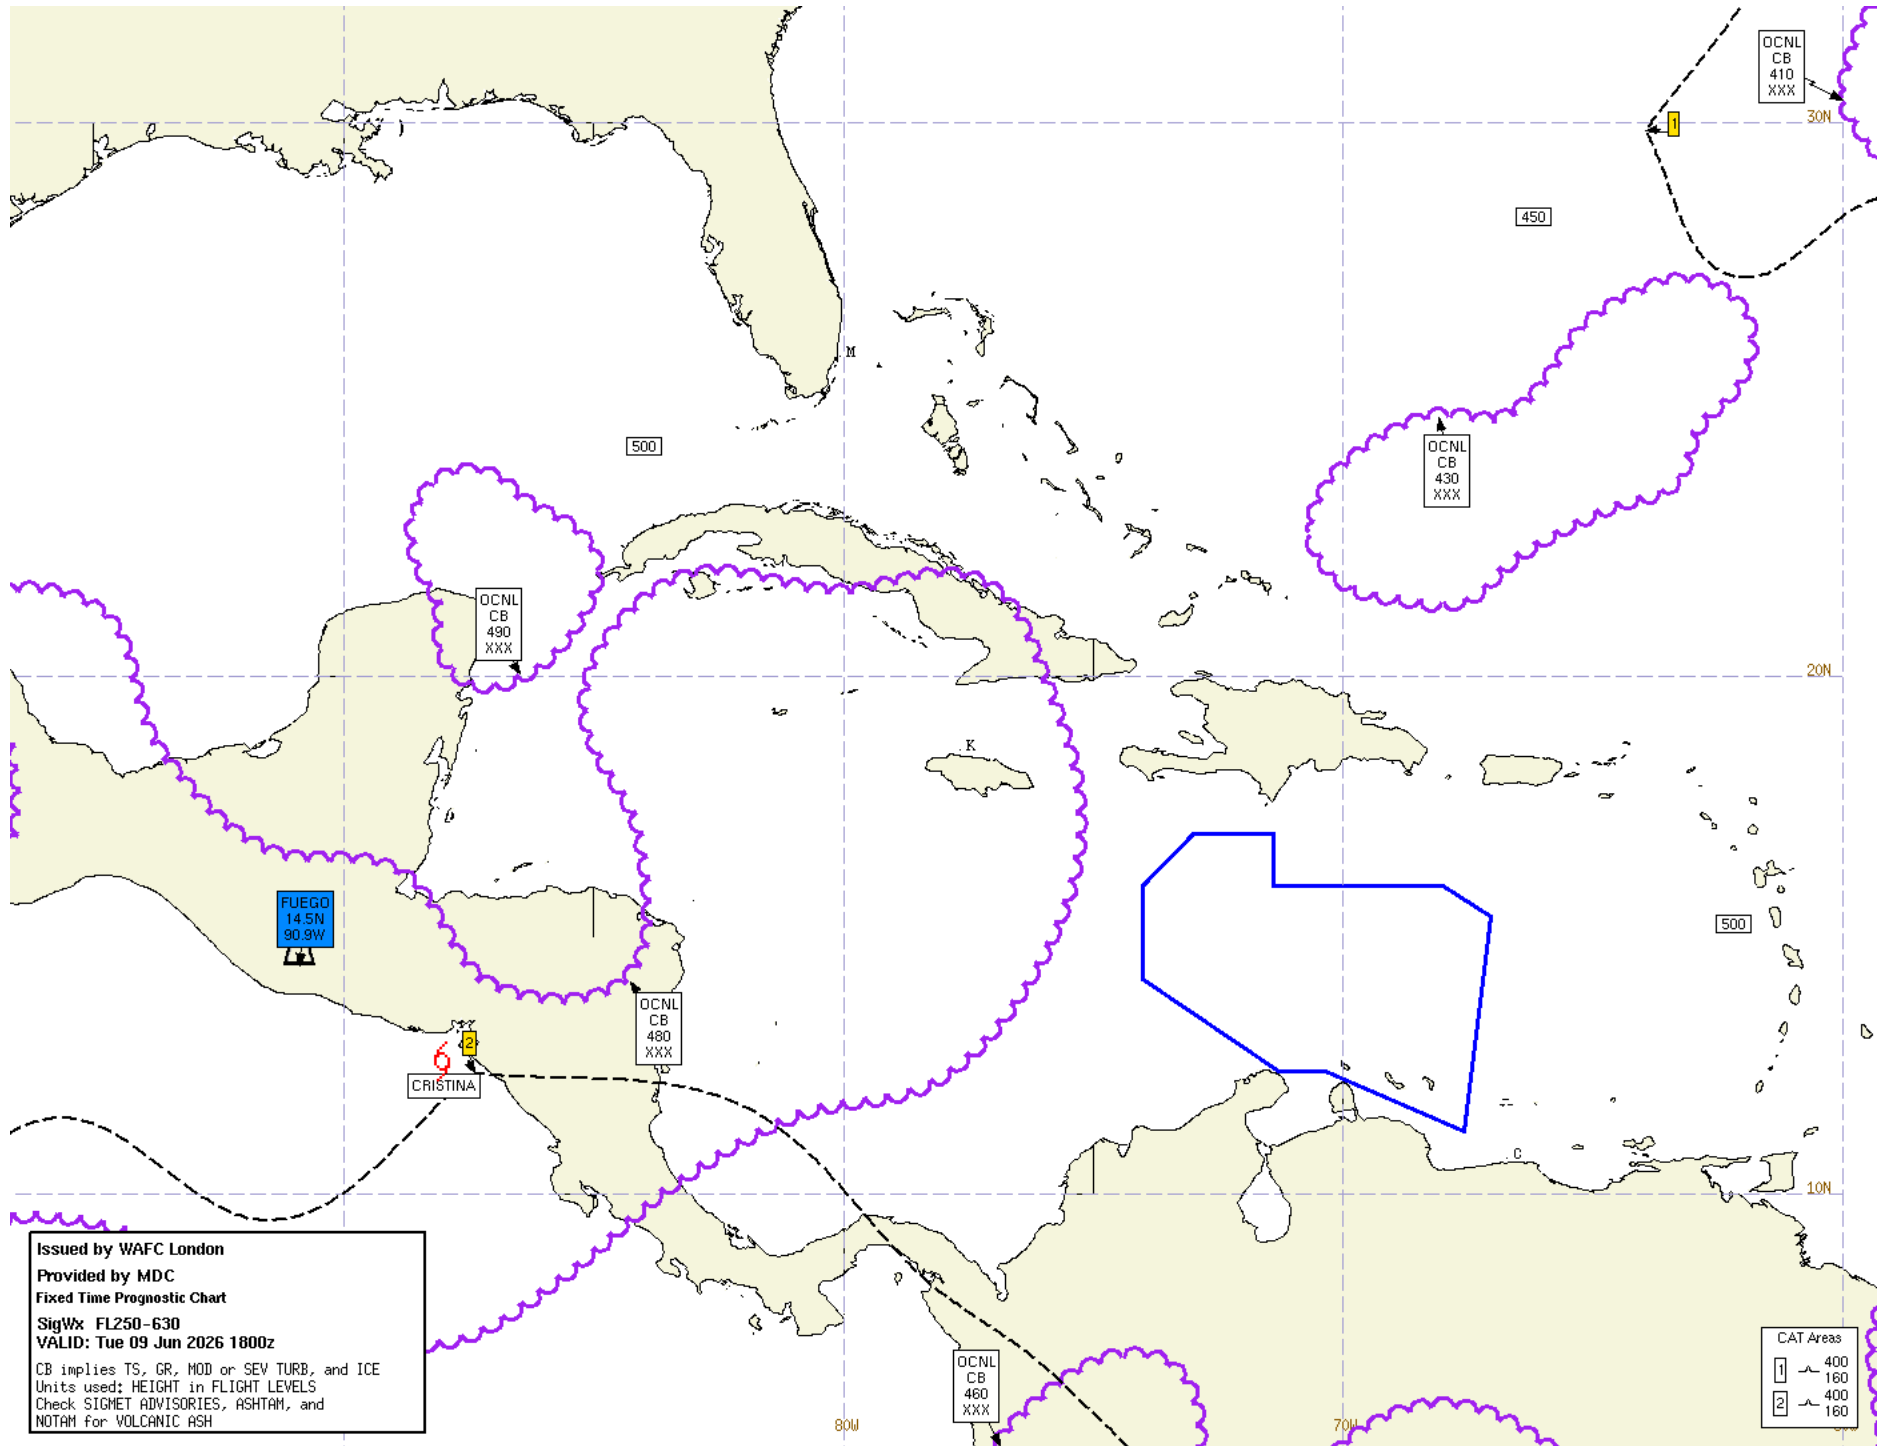 OCNL
CB
410
XXX
30N
1
450
M
OCNL
CB
430
XXX
500
OCNL
CB
490
XXX
20N
K
FUEGO
14.5N
90.9W
500
OCNL
CB
480
XXX
2
CRISTINA
C
10N
Issued by WAFC London
Provided by MDC
Fixed Time Prognostic Chart
SigWx FL250-630
VALID: Tue 09 Jun 2026 1800z
CB implies TS, GR, MOD or SEV TURB, and ICE
Units used: HEIGHT in FLIGHT LEVELS
Check SIGMET ADVISORIES, ASHTAM, and
NOTAM for VOLCANIC ASH
OCNL
CB
460
XXX
CAT Areas
1 400
160
2 400
160
80W
70W